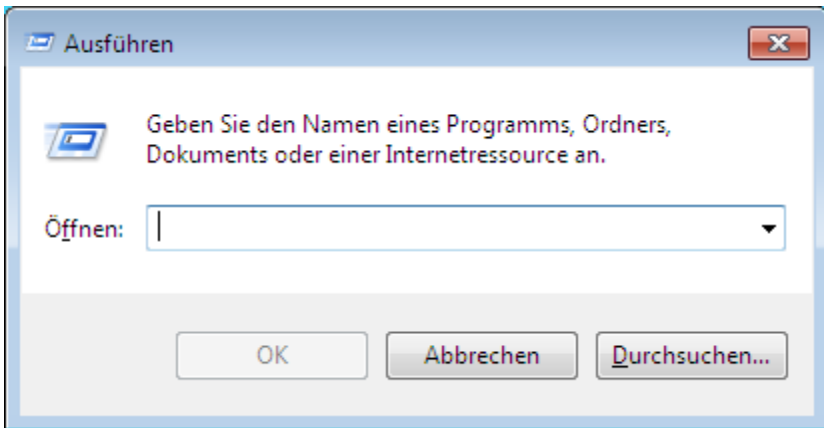 Ausführen
Geben Sie den Namen eines Programms, Ordners,
Dokuments oder einer Internetressource an.
Öffnen:
OK Abbrechen Durchsuchen...